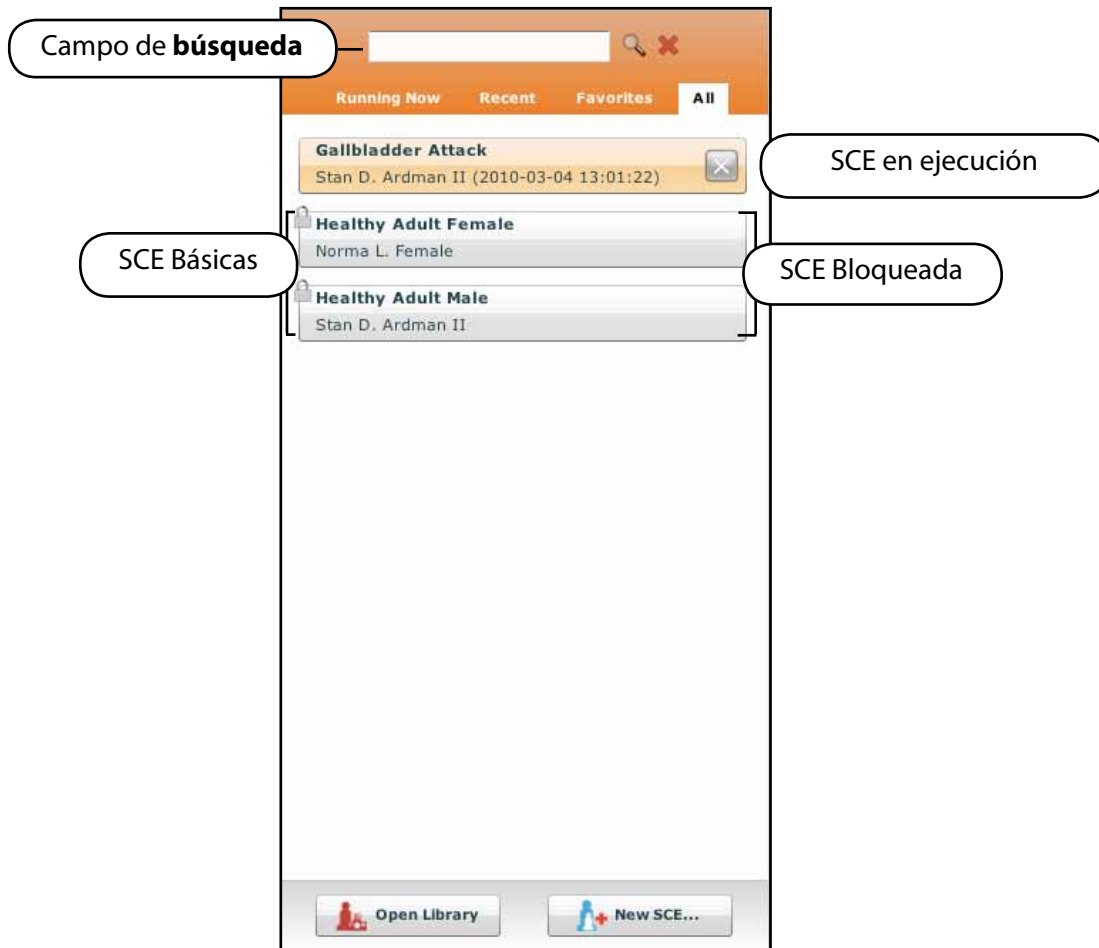 Campo de búsqueda
Running Now Recent Favorites All
Gallbladder Attack
Stan D. Ardman II (2010-03-04 13:01:22)
SCE en ejecución
Healthy Adult Female
Norma L. Female
SCE Básicas
SCE Bloqueada
Healthy Adult Male
Stan D. Ardman II
Open Library
New SCE...